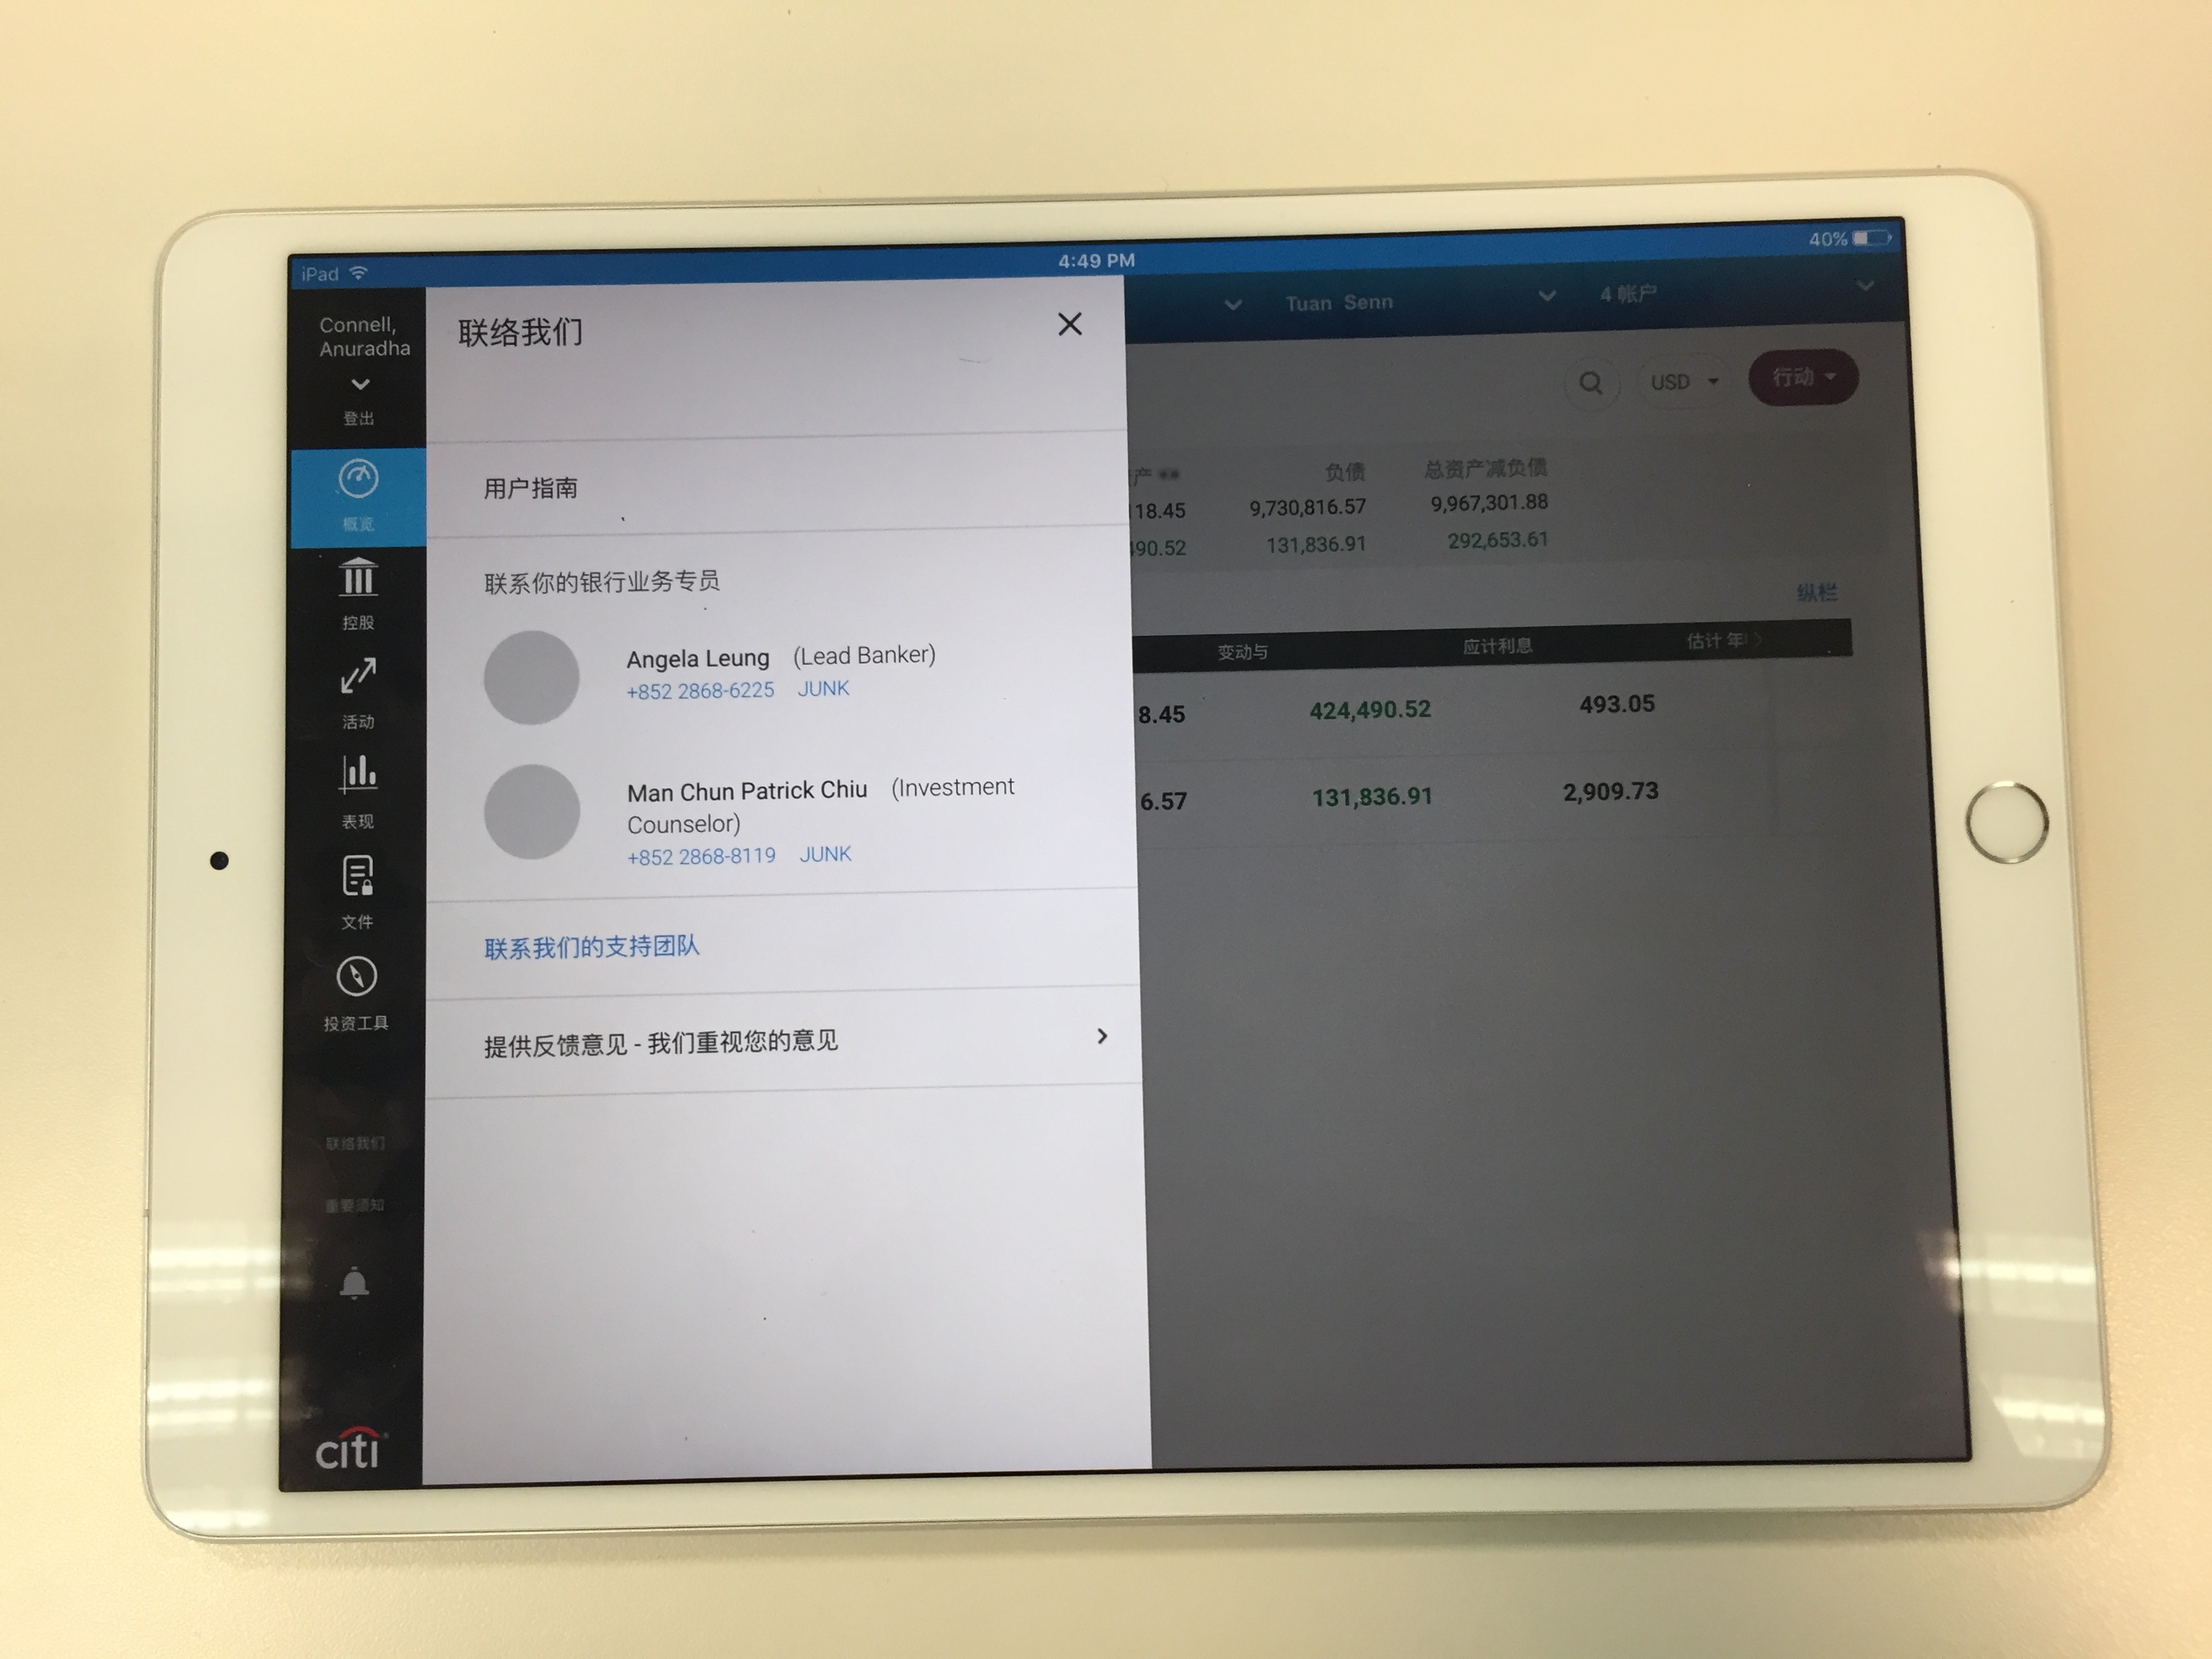 iPad
4:49 PM
40%
Connell,
Anuradha
登出
概览
控股
活动
表现
文件
投资工具
联络我们
重要须知
citi
联络我们
用户指南
联系你的银行业务专员
Angela Leung (Lead Banker)
+852 2868-6225 JUNK
Man Chun Patrick Chiu (Investment
Counselor)
+852 2868-8119 JUNK
联系我们的支持团队
提供反馈意见 - 我们重视您的意见
Tuan Senn
4 帐户
USD
行动
产 负债 总资产减负债
18.45 9,730,816.57 9,967,301.88
490.52 131,836.91 292,653.61
纵栏
变动与 应计利息 估计 年
8.45 424,490.52 493.05
6.57 131,836.91 2,909.73